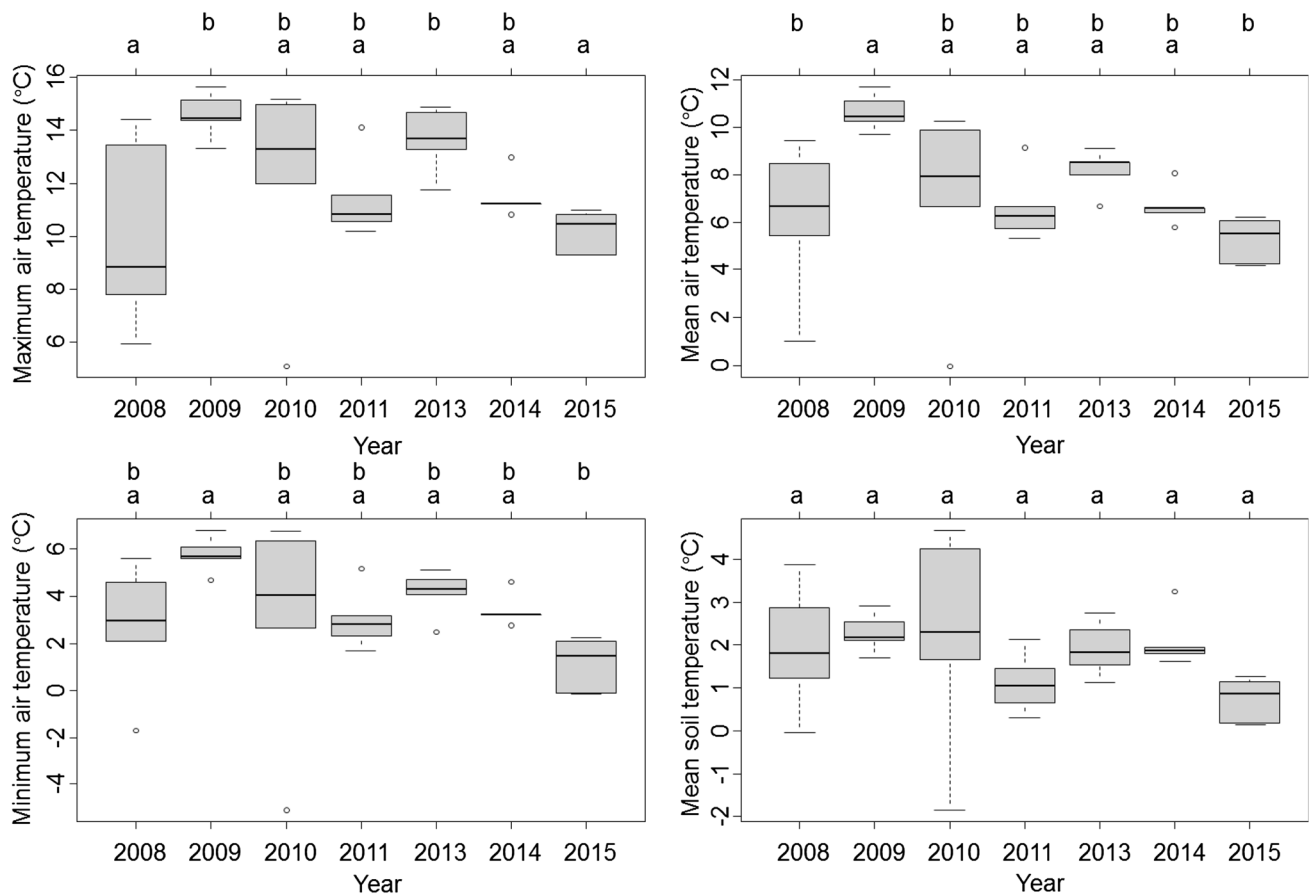 b b b b b
a a a a a
Maximum air temperature (°C)
16
14
12
10
8
6
2008 2009 2010 2011 2013 2014 2015
Year
b b b b b b
a a a a a
Mean air temperature (°C)
12
10
8
6
4
2
0
2008 2009 2010 2011 2013 2014 2015
Year
b b b b b b
a a a a a a
Minimum air temperature (°C)
6
4
2
0
-2
-4
2008 2009 2010 2011 2013 2014 2015
Year
a a a a a a a
Mean soil temperature (°C)
4
3
2
1
0
-1
-2
2008 2009 2010 2011 2013 2014 2015
Year